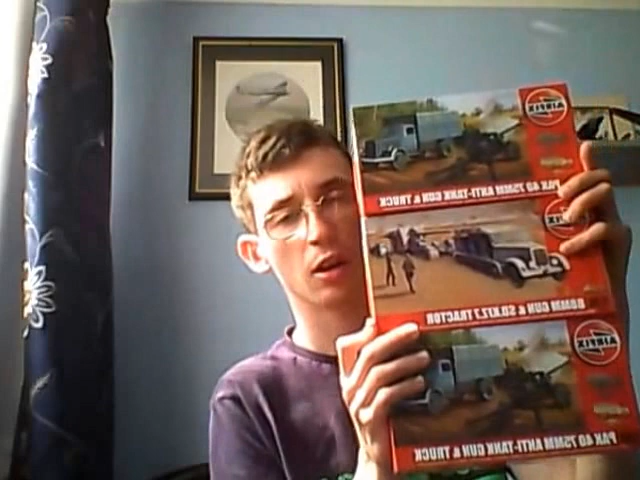 AIRFIX
PAK 40 75MM ANTI-TANK GUN & TRUCK
88MM GUN & SD.KFZ.7 TRACTOR
AIRFIX
PAK 40 75MM ANTI-TANK GUN & TRUCK